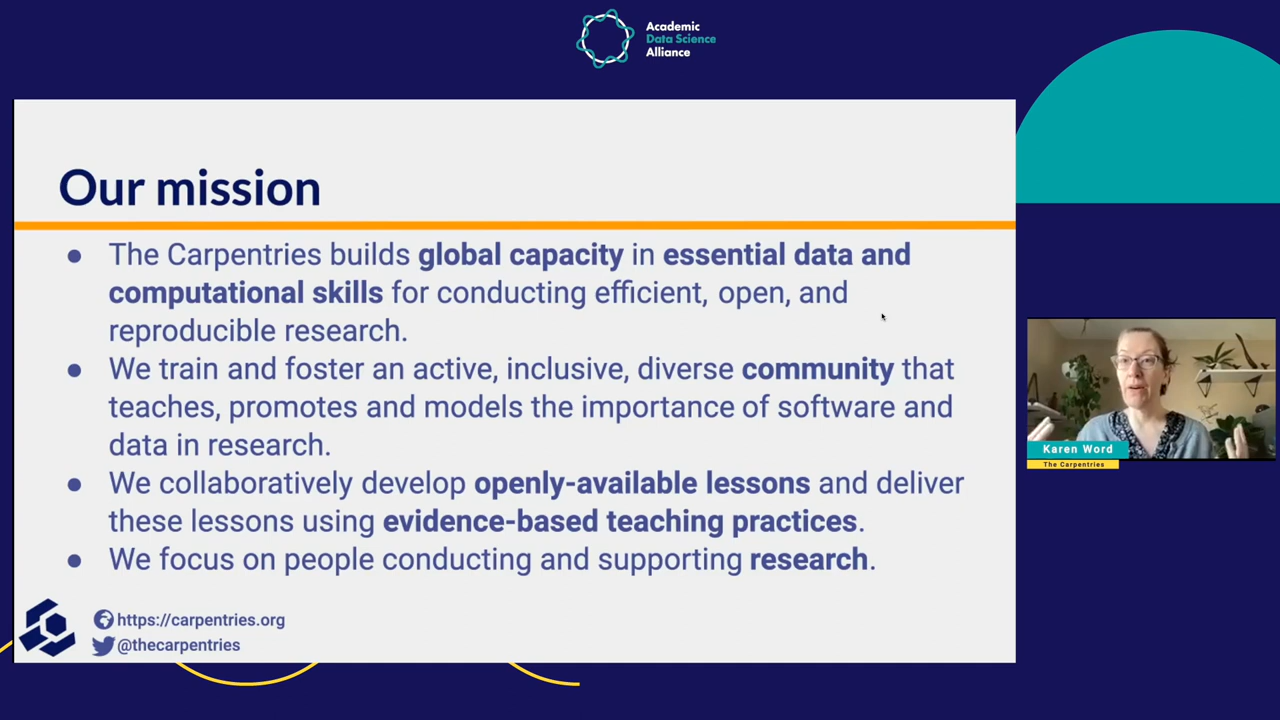 Academic
Data Science
Alliance
Our mission
● The Carpentries builds global capacity in essential data and
computational skills for conducting efficient, open, and
reproducible research.
● We train and foster an active, inclusive, diverse community that
teaches, promotes and models the importance of software and
data in research.
● We collaboratively develop openly-available lessons and deliver
these lessons using evidence-based teaching practices.
● We focus on people conducting and supporting research.
https://carpentries.org
@thecarpentries
Karen Word
The Carpentries